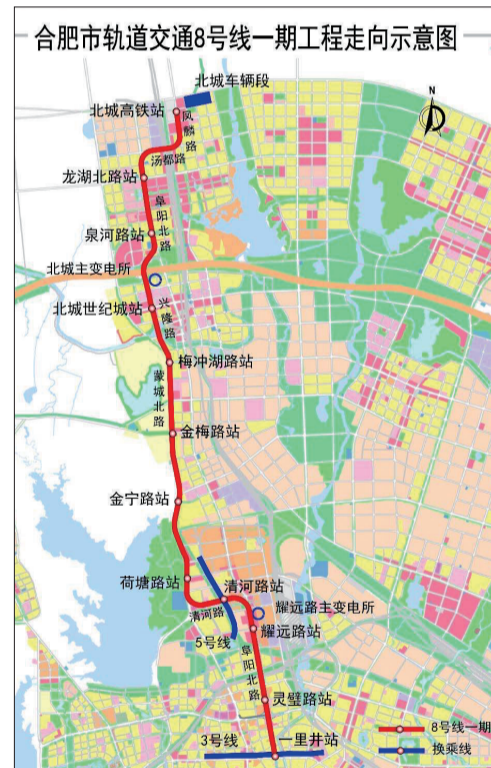 合肥市轨道交通8号线一期工程走向示意图
北城车辆段
N
北城高铁站
凤麟路
汤都路
龙湖北路站
阜阳北路
泉河路站
北城主变电所
北城世纪城站
兴隆路
梅冲湖路站
蒙城北路
金梅路站
金宁路站
荷塘路站
清河路站
清河路
耀远路主变电所
5号线
耀远路站
阜阳北路
灵璧路站
8号线一期
3号线
一里井站
换乘线